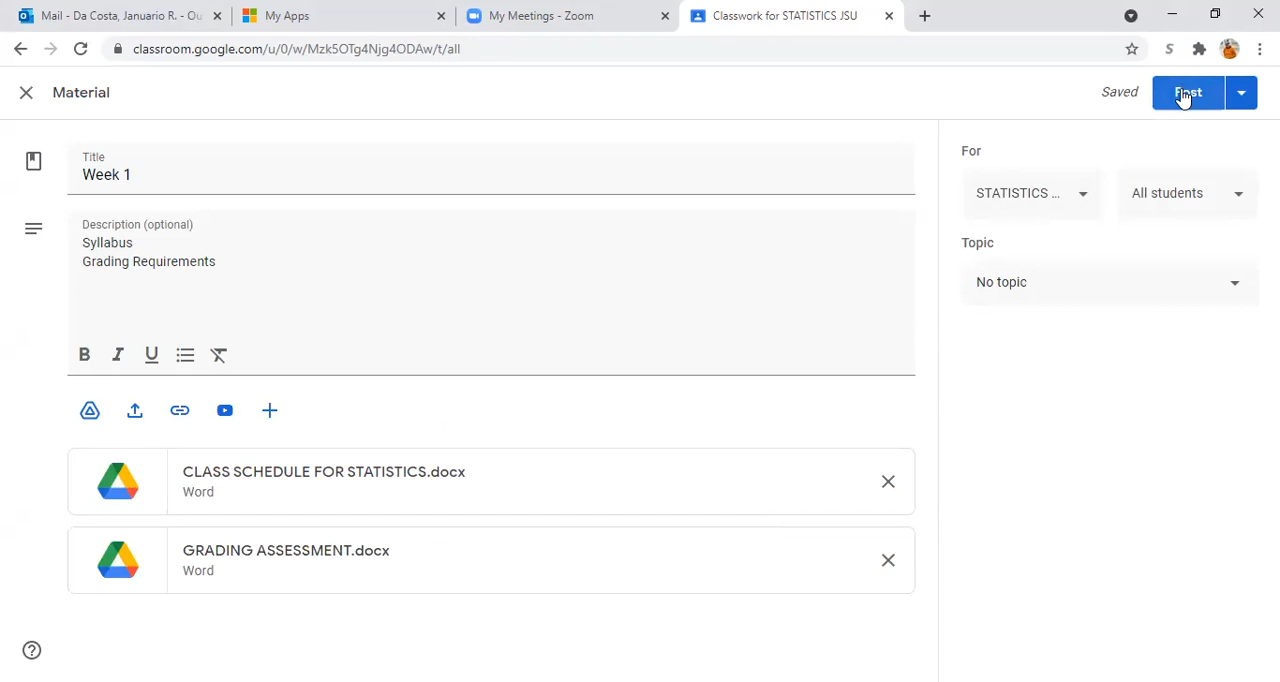 Mail - Da Costa, Januario R. - Ou
My Apps
My Meetings - Zoom
Classwork for STATISTICS JSU
classroom.google.com/u/0/w/Mzk5OTg4Njg4ODAw/t/all
Material
Saved
Post
Title
Week 1
Description (optional)
Syllabus
Grading Requirements
B I U
CLASS SCHEDULE FOR STATISTICS.docx
Word
GRADING ASSESSMENT.docx
Word
For
STATISTICS ...
All students
Topic
No topic